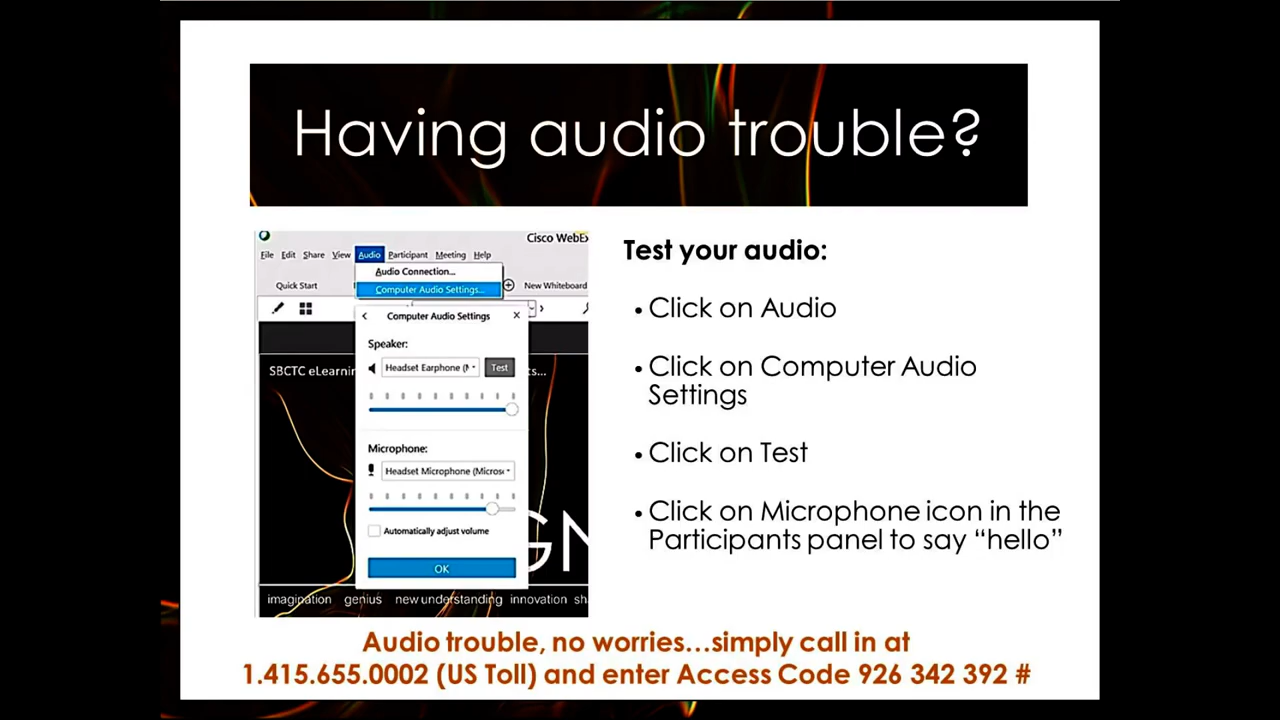 Having audio trouble?
Cisco WebEx
File Edit Share View Audio Participant Meeting Help
Audio Connection...
Quick Start
Computer Audio Settings...
New Whiteboard
Computer Audio Settings
Speaker:
SBCTC eLearnin
Headset Earphone (
Test
ts...
Microphone:
Headset Microphone (Micros
Automatically adjust volume
GN
OK
imagination genius new understanding innovation sh
Test your audio:
• Click on Audio
• Click on Computer Audio
Settings
• Click on Test
• Click on Microphone icon in the
Participants panel to say “hello”
Audio trouble, no worries...simply call in at
1.415.655.0002 (US Toll) and enter Access Code 926 342 392 #